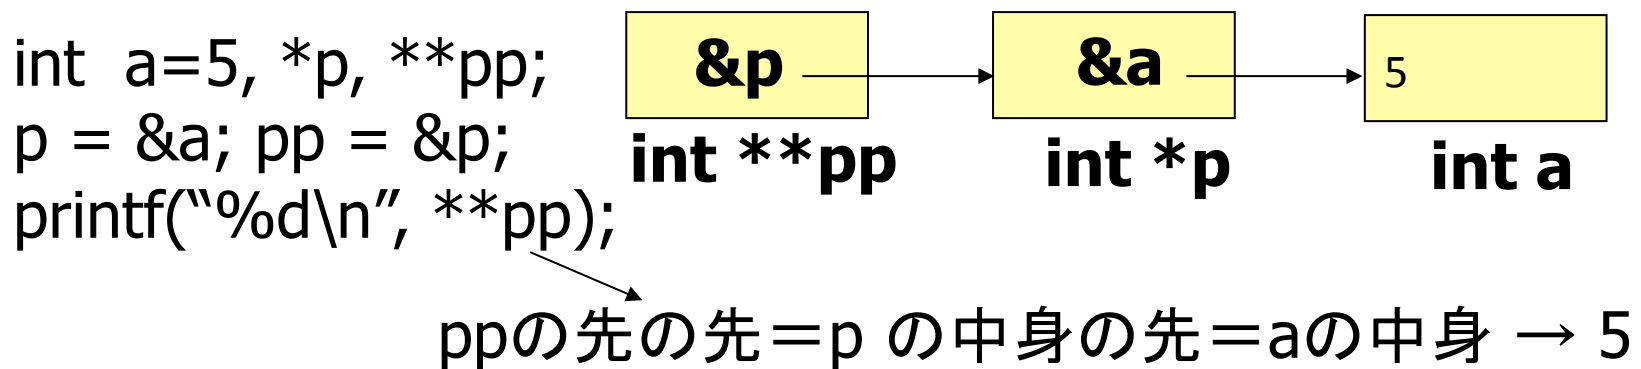 int  a=5, *p, **pp;
p = &a; pp = &p;
printf(“%d\n”, **pp);
&p
&a
5
int **pp
int *p
int a
ppの先の先＝p の中身の先＝aの中身 → 5